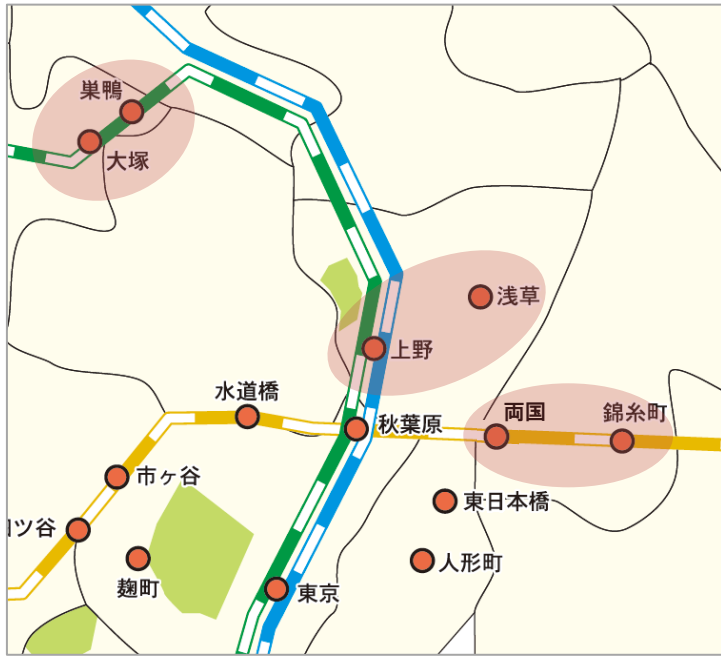 巣鴨
大塚
浅草
上野
水道橋
秋葉原
両国
錦糸町
市ヶ谷
東日本橋
ツ谷
麹町
人形町
東京